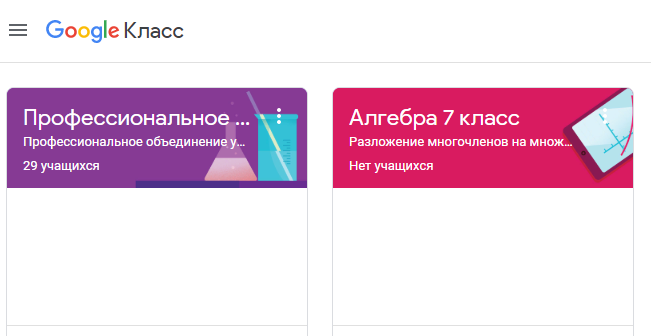 Google Класс
Профессиональное ...
Профессиональное объединение у...
29 учащихся
Алгебра 7 класс
Разложение многочленов на множ...
Нет учащихся